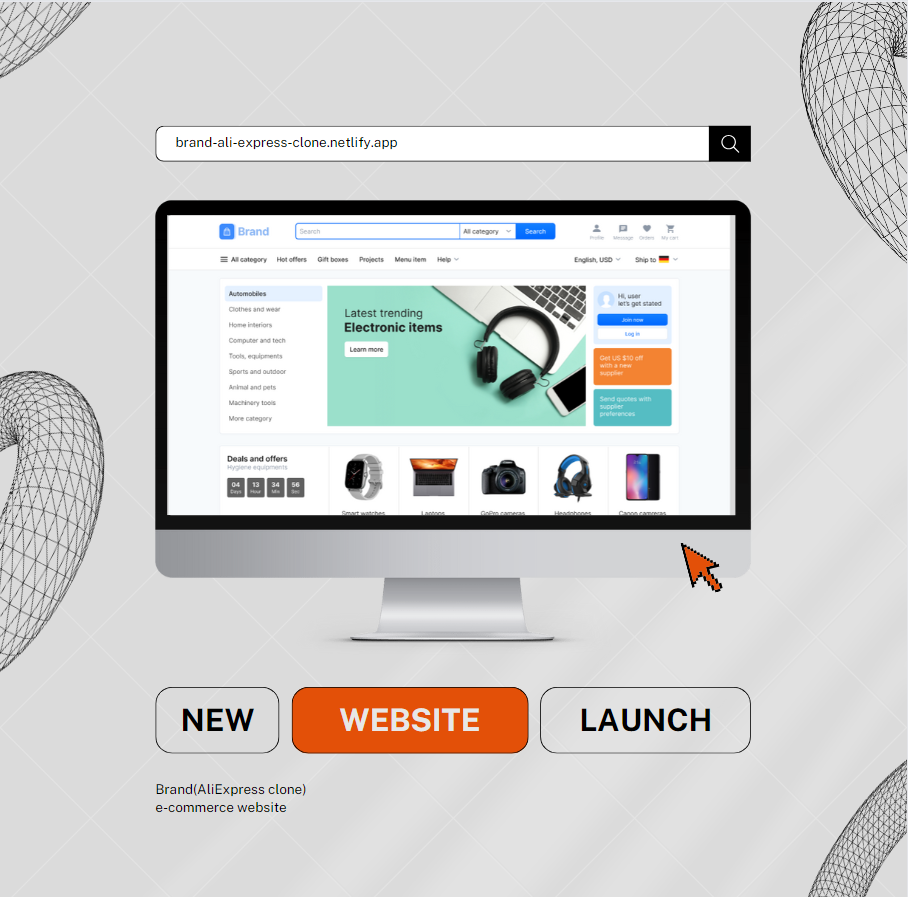 brand-ali-express-clone.netlify.app
Brand
Search
All category
Search
Profile
Message
Orders
My cart
All category
Hot offers
Gift boxes
Projects
Menu item
Help
English, USD
Ship to
Automobiles
Clothes and wear
Home interiors
Computer and tech
Tools, equipments
Sports and outdoor
Animal and pets
Machinery tools
More category
Latest trending
Electronic items
Learn more
Hi, user
let's get stated
Join now
Log in
Get US $10 off
with a new
supplier
Send quotes with
supplier
preferences
Deals and offers
Hygiene equipments
04 13 34 56
Days Hour Min Sec
Smart watches
Laptops
GoPro cameras
Headphones
Canon camreras
NEW
WEBSITE
LAUNCH
Brand(AliExpress clone)
e-commerce website